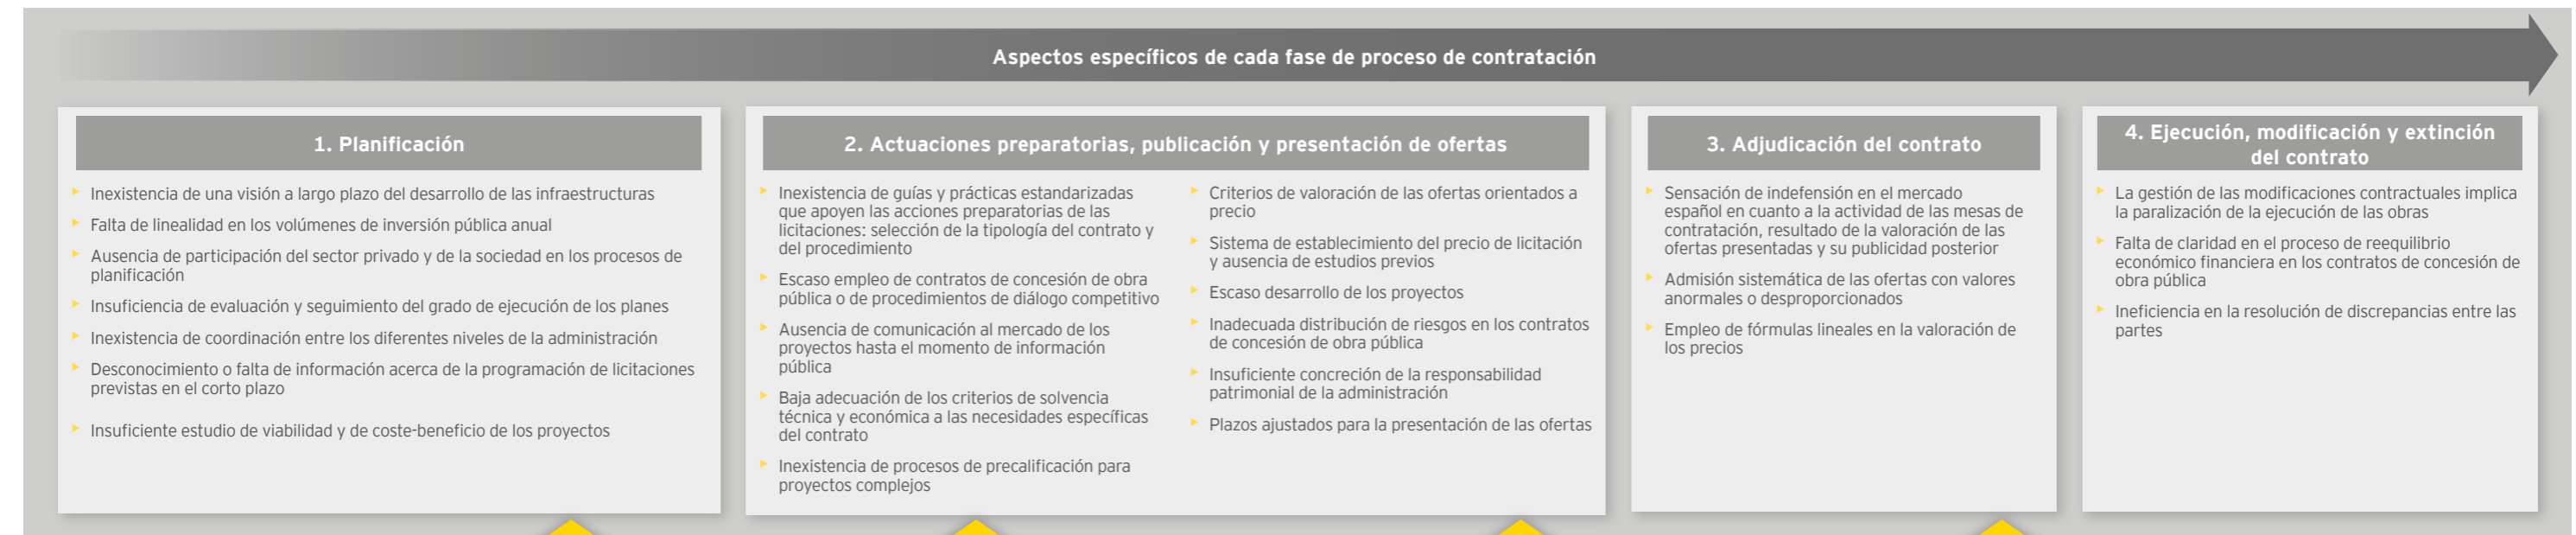 Aspectos específicos de cada fase de proceso de contratación
1. Planificación
Inexistencia de una visión a largo plazo del desarrollo de las infraestructuras
Falta de linealidad en los volúmenes de inversión pública anual
Ausencia de participación del sector privado y de la sociedad en los procesos de
planificación
Insuficiencia de evaluación y seguimiento del grado de ejecución de los planes
Inexistencia de coordinación entre los diferentes niveles de la administración
Desconocimiento o falta de información acerca de la programación de licitaciones
previstas en el corto plazo
Insuficiente estudio de viabilidad y de coste-beneficio de los proyectos
2. Actuaciones preparatorias, publicación y presentación de ofertas
Inexistencia de guías y prácticas estandarizadas
que apoyen las acciones preparatorias de las
licitaciones: selección de la tipología del contrato y
del procedimiento
Escaso empleo de contratos de concesión de obra
pública o de procedimientos de diálogo competitivo
Ausencia de comunicación al mercado de los
proyectos hasta el momento de información
pública
Baja adecuación de los criterios de solvencia
técnica y económica a las necesidades específicas
del contrato
Inexistencia de procesos de precalificación para
proyectos complejos
Criterios de valoración de las ofertas orientados a
precio
Sistema de establecimiento del precio de licitación
y ausencia de estudios previos
Escaso desarrollo de los proyectos
Inadecuada distribución de riesgos en los contratos
de concesión de obra pública
Insuficiente concreción de la responsabilidad
patrimonial de la administración
Plazos ajustados para la presentación de las ofertas
3. Adjudicación del contrato
Sensación de indefensión en el mercado
español en cuanto a la actividad de las mesas de
contratación, resultado de la valoración de las
ofertas presentadas y su publicidad posterior
Admisión sistemática de las ofertas con valores
anormales o desproporcionados
Empleo de fórmulas lineales en la valoración de
los precios
4. Ejecución, modificación y extinción
del contrato
La gestión de las modificaciones contractuales implica
la paralización de la ejecución de las obras
Falta de claridad en el proceso de reequilibrio
económico financiera en los contratos de concesión de
obra pública
Ineficiencia en la resolución de discrepancias entre las
partes